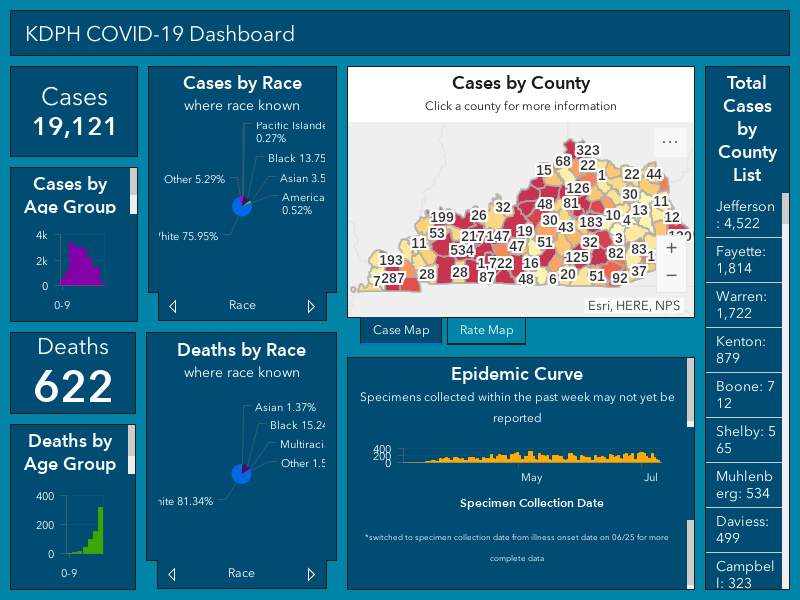 KDPH COVID-19 Dashboard
Cases
19,121
Cases by
Age Group
4k
2k
0
0-9
Deaths
622
Deaths by
Age Group
400
200
0
0-9
Cases by Race
where race known
Pacific Islande
0.27%
Black 13.75
Other 5.29%
Asian 3.5
America
0.52%
hite 75.95%
Race
Deaths by Race
where race known
Asian 1.37%
Black 15.24
Multiraci
Other 1.5
nite 81.34%
Race
Cases by County
Click a county for more information
323
68
15
22
1
22
44
126
30
32
48
81
11
199
26
10
13
12
53
30
43
183
4
217
147
19
11
534
47
51
32
3
83
193
1,722
16
125
82
7
287
28
28
87
48
6
20
51
92
37
+
−
Esri, HERE, NPS
Case Map
Rate Map
Epidemic Curve
Specimens collected within the past week may not yet be
reported
400
200
0
May
Jul
Specimen Collection Date
*switched to specimen collection date from illness onset date on 06/25 for more
complete data
Total
Cases
by
County
List
Jefferson
: 4,522
Fayette:
1,814
Warren:
1,722
Kenton:
879
Boone: 7
12
Shelby: 5
65
Muhlenb
erg: 534
Daviess:
499
Campbel
l: 323